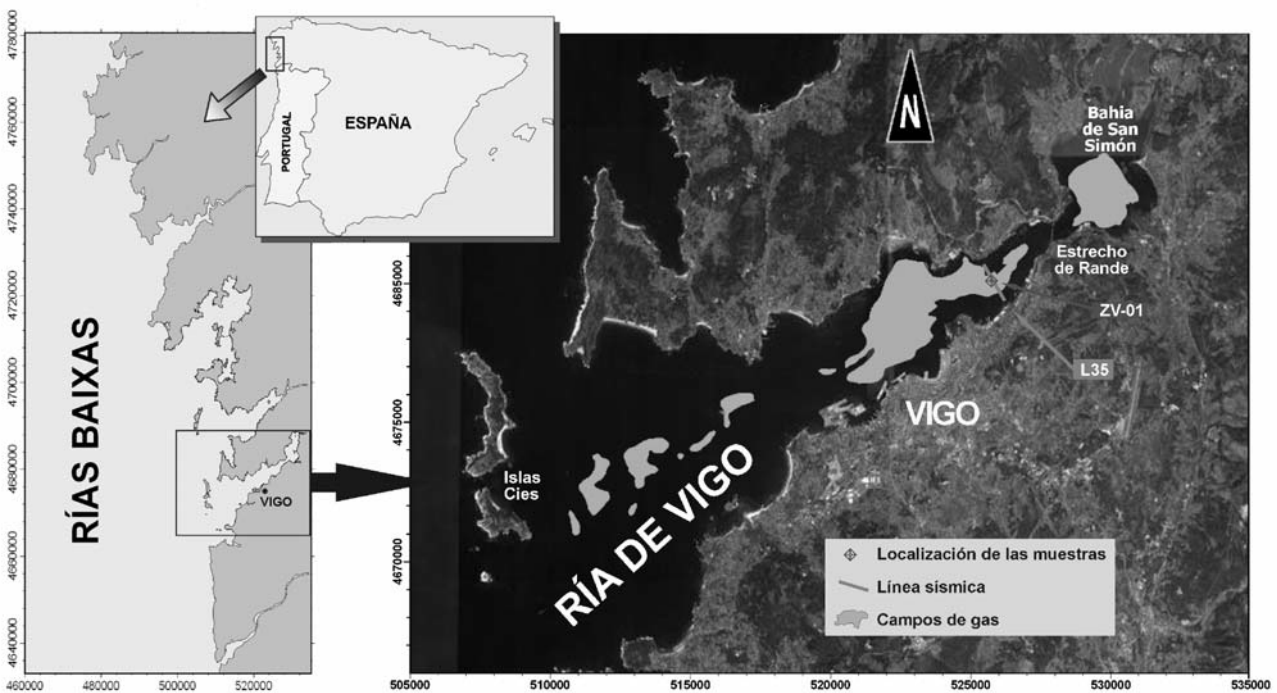 4780000
4760000
4740000
4720000
4700000
4680000
4660000
4640000
460000
480000
500000
520000
RÍAS BAIXAS
VIGO
PORTUGAL
ESPAÑA
N
Bahia
de San
Simón
Estrecho
de Rande
ZV-01
L35
VIGO
RÍA DE VIGO
Islas
Cies
Localización de las muestras
Línea sísmica
Campos de gas
4685000
4675000
4670000
505000
510000
515000
520000
525000
530000
535000